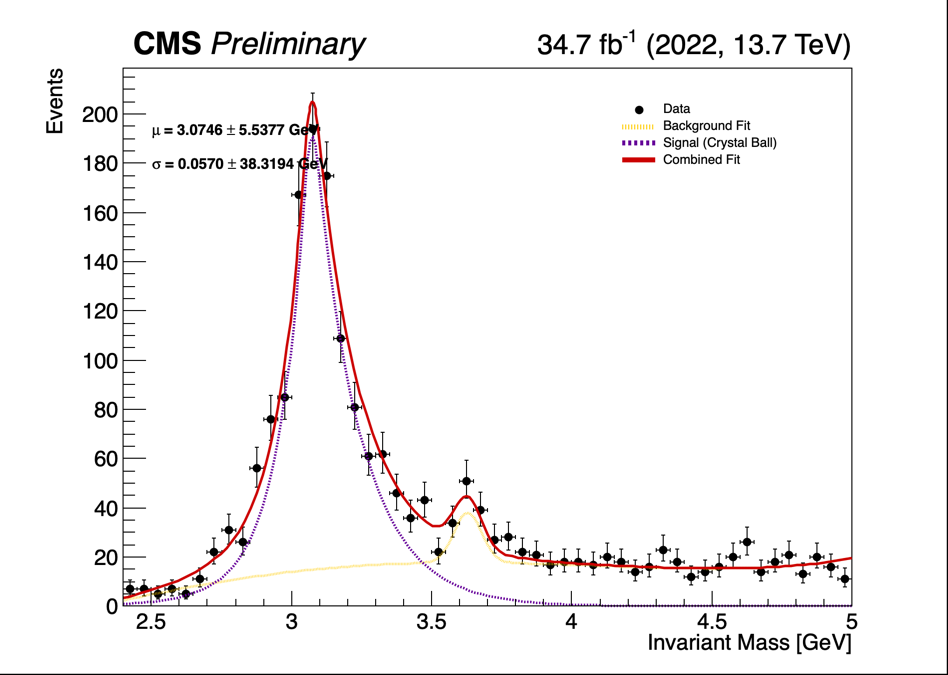 CMS Preliminary
34.7 fb-1 (2022, 13.7 TeV)
Events
200
180
160
140
120
100
80
60
40
20
0
μ = 3.0746 ± 5.5377 GeV
σ = 0.0570 ± 38.3194 GeV
Data
Background Fit
Signal (Crystal Ball)
Combined Fit
2.5 3 3.5 4 4.5 5
Invariant Mass [GeV]